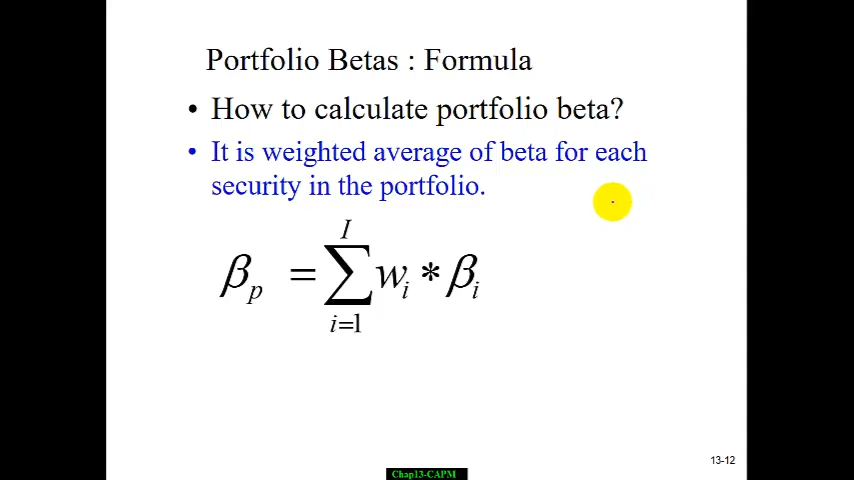 Portfolio Betas : Formula
• How to calculate portfolio beta?
• It is weighted average of beta for each
security in the portfolio.
β_p = \sum_{i=1}^{I} w_i * β_i
13-12
Chap13-CAPM